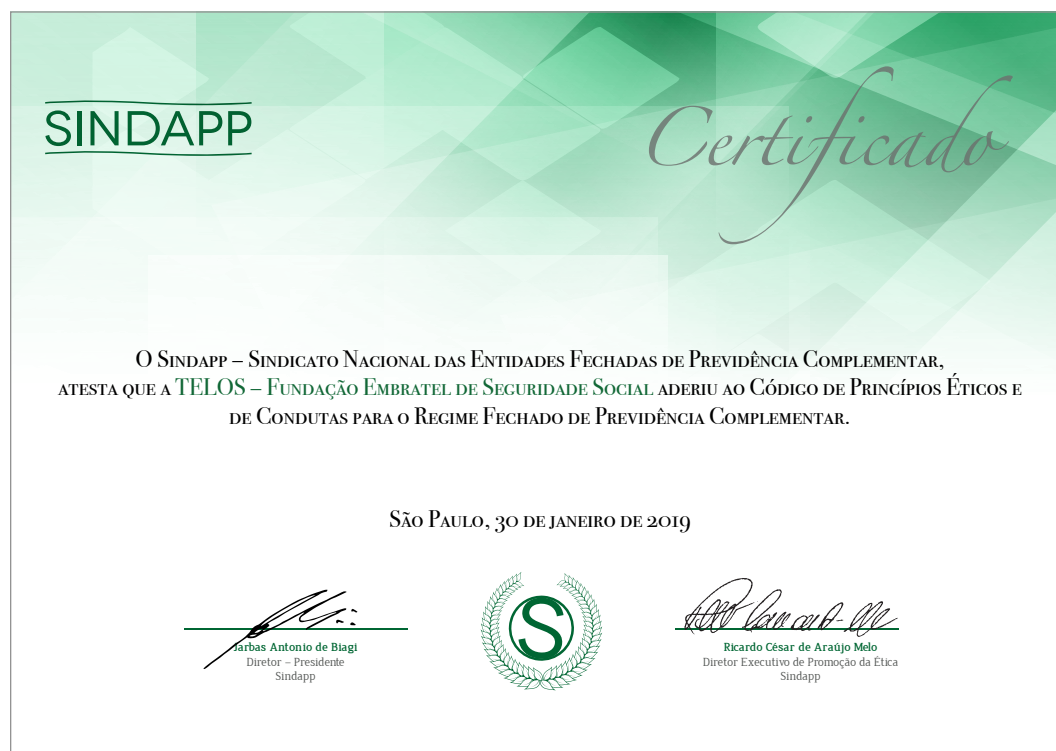 SINDAPP
Certificado
O Sindapp – Sindicato Nacional das Entidades Fechadas de Previdência Complementar,
atesta que a TELOS – Fundação Embratel de Seguridade Social aderiu ao Código de Princípios Éticos e
de Condutas para o Regime Fechado de Previdência Complementar.
São Paulo, 30 de janeiro de 2019
S
Jarbas Antonio de Biagi
Diretor – Presidente
Sindapp
Ricardo César de Araújo Melo
Diretor Executivo de Promoção da Ética
Sindapp